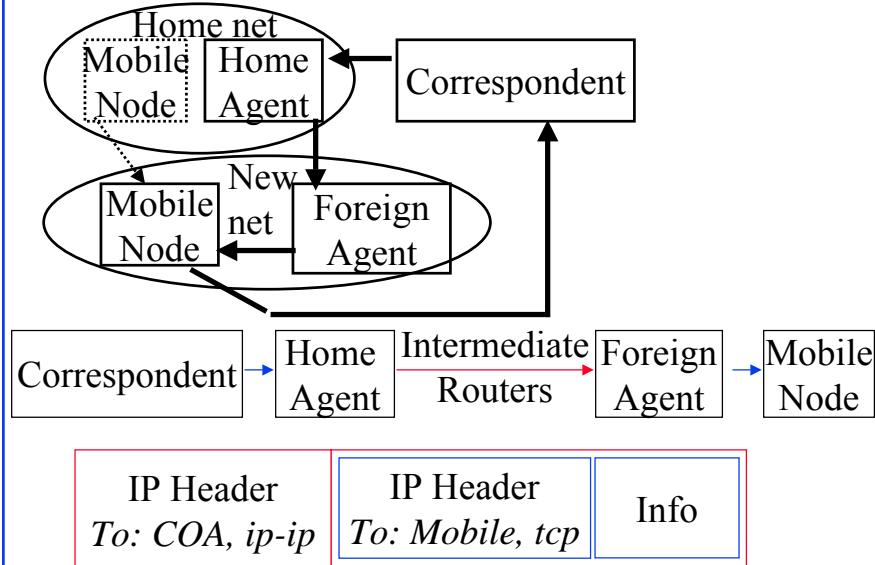 Home net
Mobile
Node
Home
Agent
Correspondent
New
net
Mobile
Node
Foreign
Agent
Correspondent
Home
Agent
Intermediate
Routers
Foreign
Agent
Mobile
Node
IP Header
To: COA, ip-ip
IP Header
To: Mobile, tcp
Info